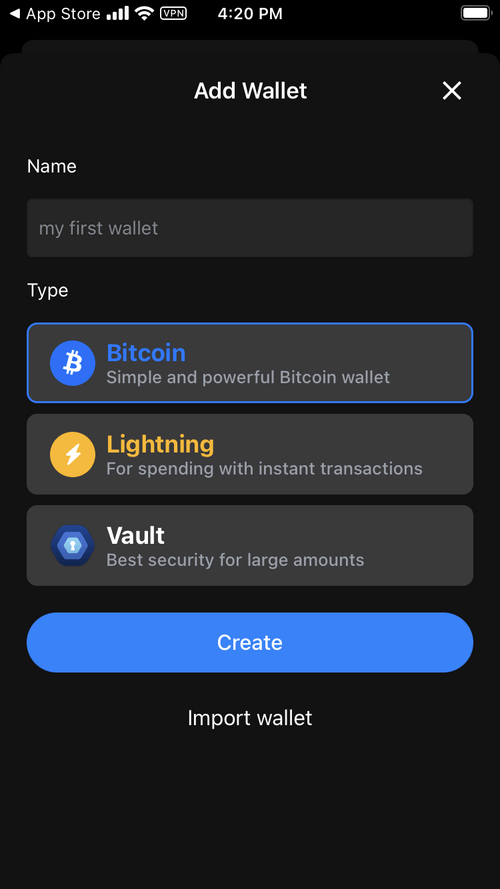 ◀ App Store VPN 4:20 PM
Add Wallet
Name
my first wallet
Type
Bitcoin
Simple and powerful Bitcoin wallet
Lightning
For spending with instant transactions
Vault
Best security for large amounts
Create
Import wallet